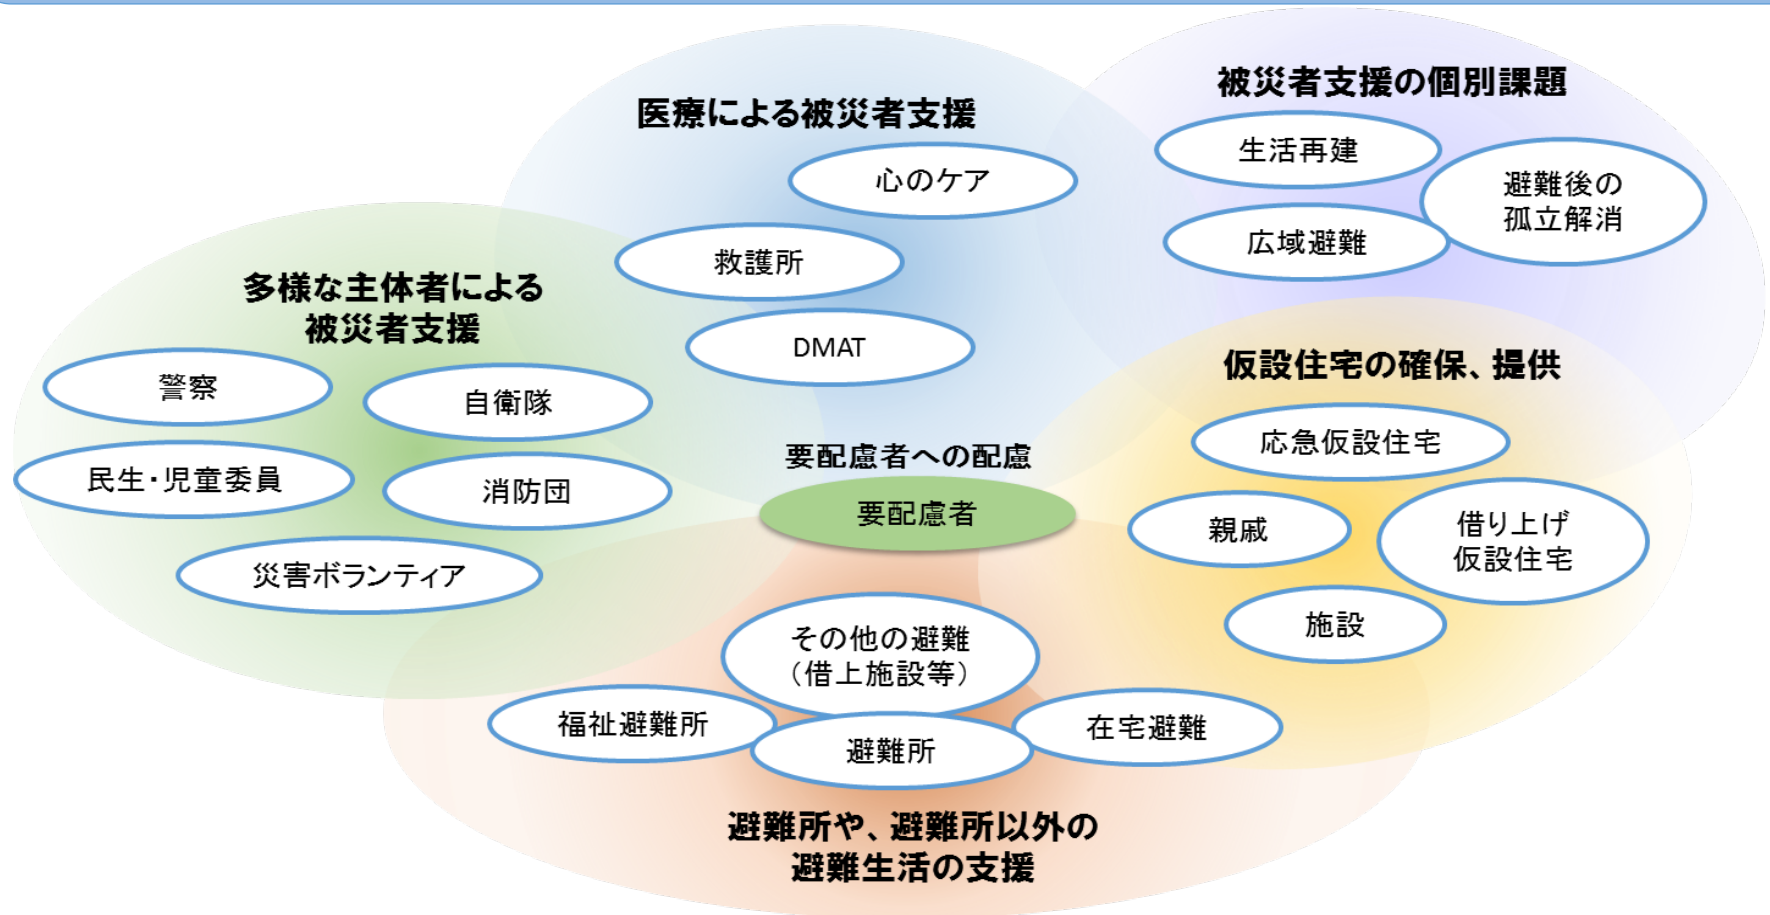 医療による被災者支援
心のケア
救護所
DMAT
被災者支援の個別課題
生活再建
避難後の
孤立解消
広域避難
多様な主体者による
被災者支援
警察
自衛隊
民生・児童委員
消防団
災害ボランティア
要配慮者への配慮
要配慮者
仮設住宅の確保、提供
応急仮設住宅
親戚
借り上げ
仮設住宅
施設
その他の避難
（借上施設等）
福祉避難所
避難所
在宅避難
避難所や、避難所以外の
避難生活の支援